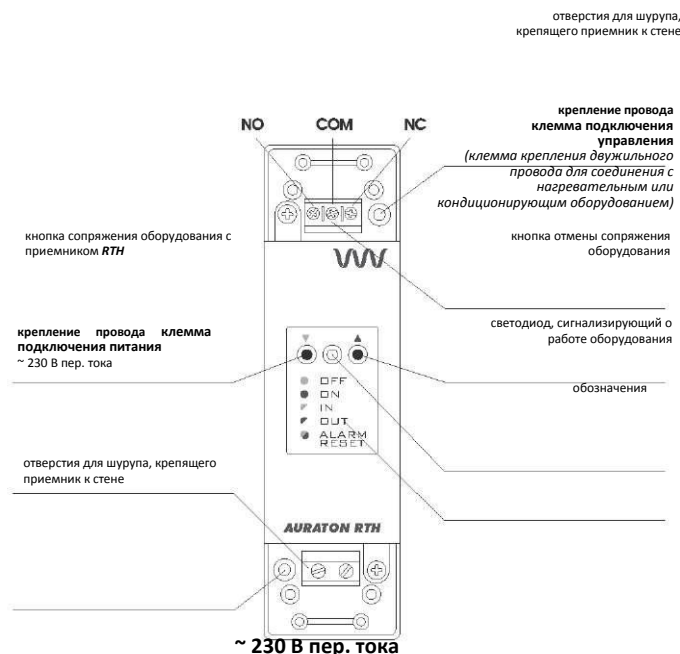 отверстия для шурупа,
крепящего приемник к стене
NO COM NC
крепление провода
клемма подключения
управления
(клемма крепления двужильного
провода для соединения с
нагревательным или
кондиционирующим оборудованием)
кнопка сопряжения оборудования с
приемником RTH
кнопка отмены сопряжения
оборудования
светодиод, сигнализирующий о
работе оборудования
крепление провода клемма
подключения питания
~ 230 В пер. тока
обозначения
OFF
ON
IN
OUT
ALARM
RESET
отверстия для шурупа, крепящего
приемник к стене
AURATON RTH
~ 230 В пер. тока